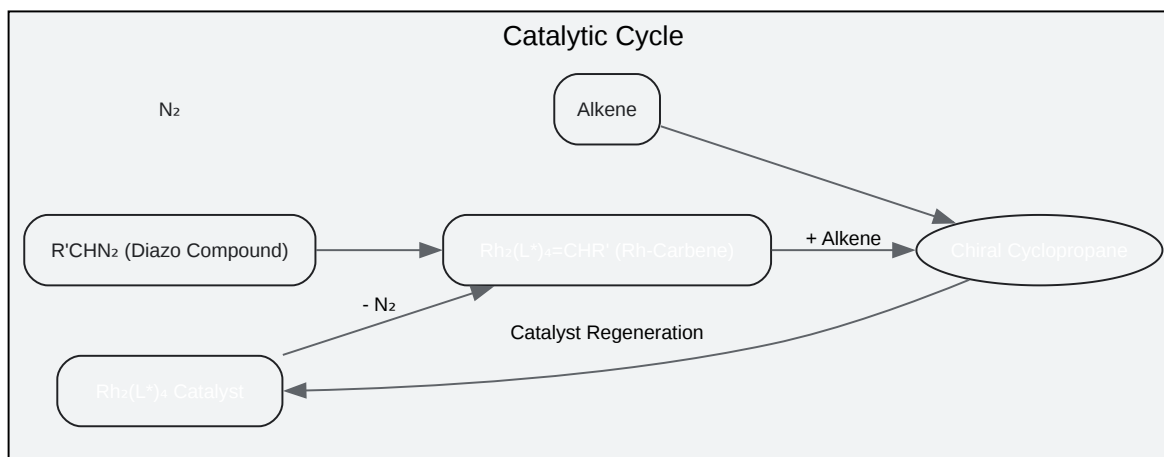 Catalytic Cycle
N₂
Alkene
R'CHN₂ (Diazo Compound)
Rh₂(L*)₄=CHR' (Rh-Carbene)
+ Alkene
Chiral Cyclopropane
- N₂
Catalyst Regeneration
Rh₂(L*)₄ Catalyst